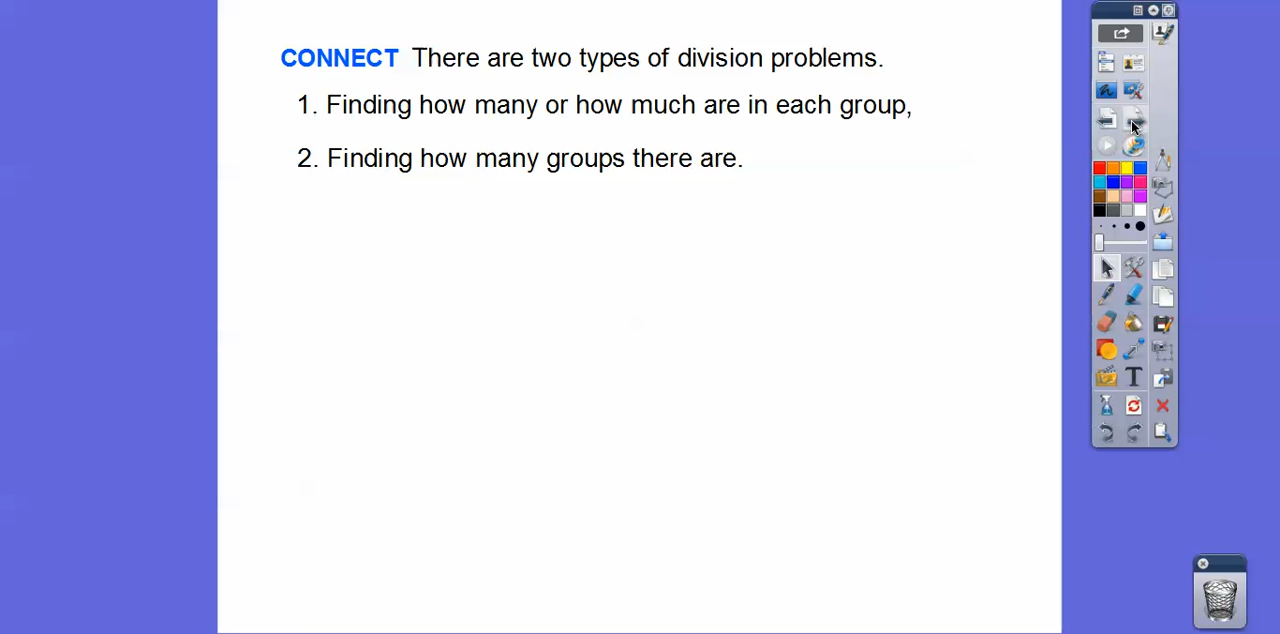 CONNECT There are two types of division problems.
1. Finding how many or how much are in each group,
2. Finding how many groups there are.
T